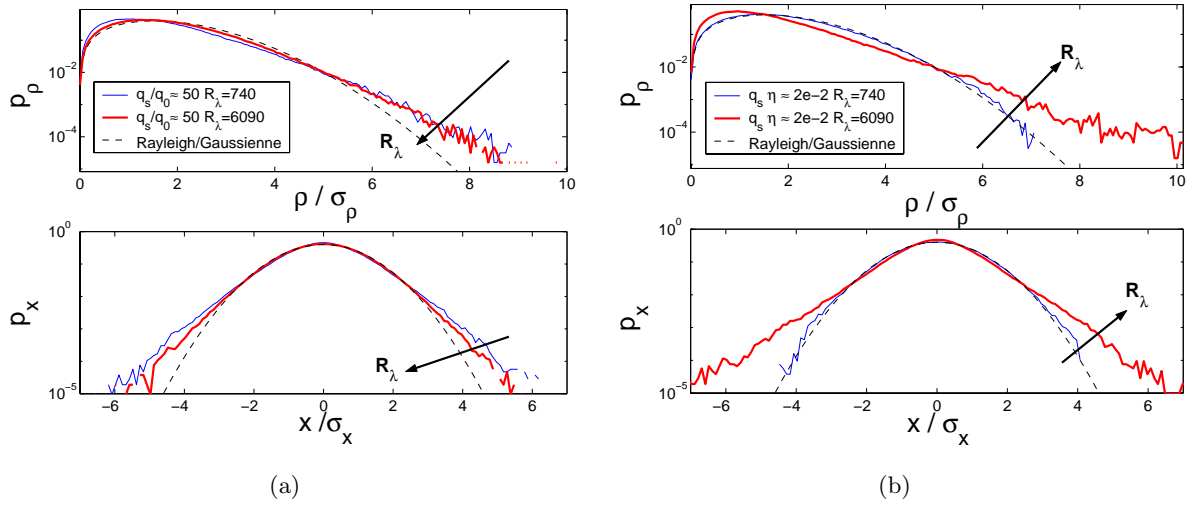 10^-2
10^-4
p_ρ
q_s/q_0≈ 50 R_λ=740
q_s/q_0≈ 50 R_λ=6090
Rayleigh/Gaussienne
R_λ
0 2 4 6 8 10
ρ / σ_ρ
10^0
10^-5
p_x
R_λ
−6 −4 −2 0 2 4 6
x /σ_x
(a)
10^0
10^-2
10^-4
p_ρ
q_s η ≈ 2e-2 R_λ=740
q_s η ≈ 2e-2 R_λ=6090
Rayleigh/Gaussienne
R_λ
0 2 4 6 8 10
ρ / σ_ρ
10^0
10^-5
p_x
R_λ
−6 −4 −2 0 2 4 6
x / σ_x
(b)